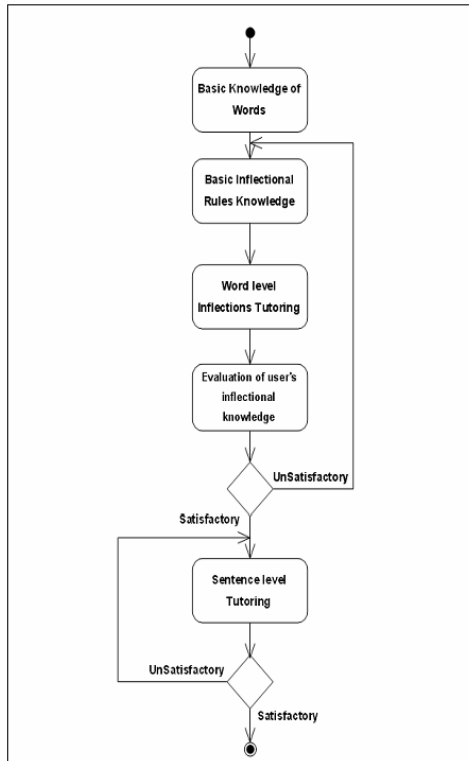 Basic Knowledge of
Words
Basic Inflectional
Rules Knowledge
Word level
Inflections Tutoring
Evaluation of user's
inflectional
knowledge
UnSatisfactory
Satisfactory
Sentence level
Tutoring
UnSatisfactory
Satisfactory